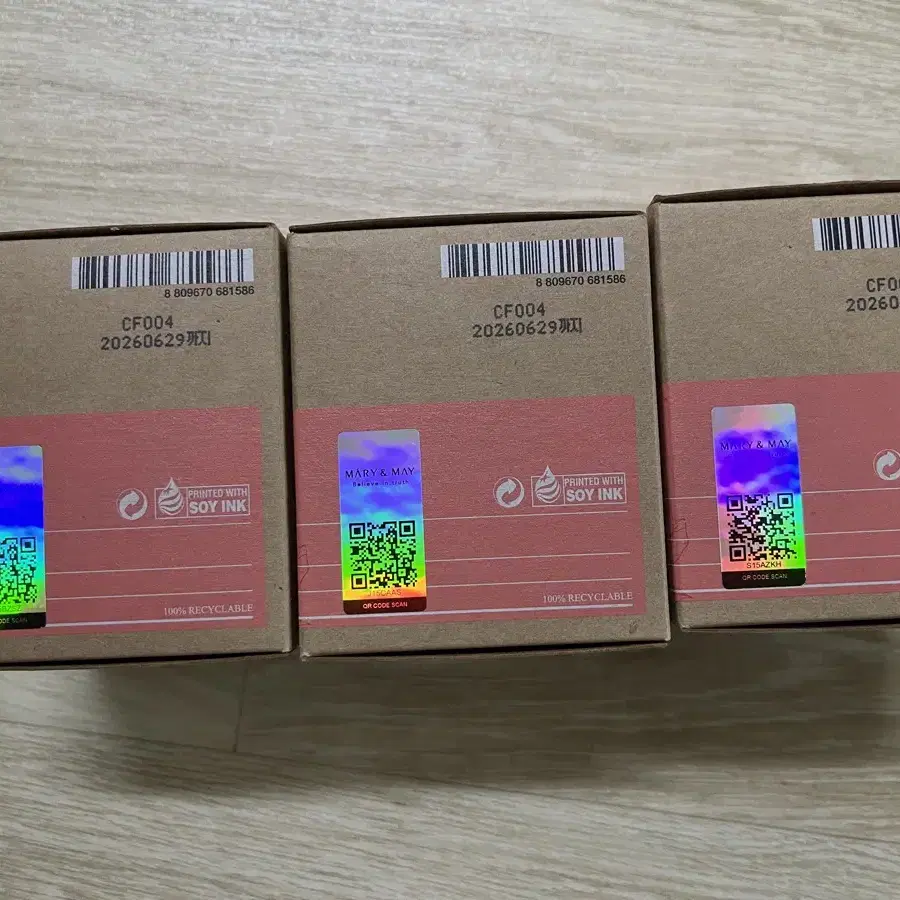 8 809670 681586
CF004
20260629까지
PRINTED WITH
SOY INK
100% RECYCLABLE
8 809670 681586
CF004
20260629까지
MARY & MAY
Believe in truth
QR CODE SCAN
PRINTED WITH
SOY INK
100% RECYCLABLE
MARY & MAY
S15AZKH
QR CODE SCAN